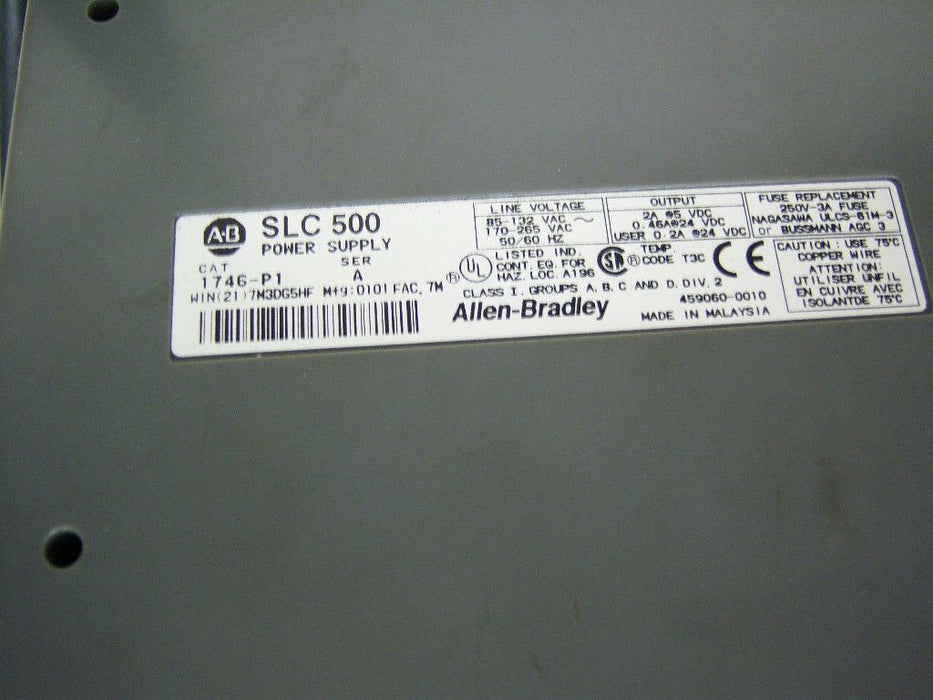 A-B SLC 500
POWER SUPPLY
CAT SER
1746-P1 A
WIN(21)7M3DG5HF Mfg:0101 FAC. 7M
LINE VOLTAGE
85-132 VAC ~
170-265 VAC
50/60 HZ
OUTPUT
2A @5 VDC
0.46A@24 VDC
USER 0.2A @24 VDC
FUSE REPLACEMENT
250V-3A FUSE
NAGASAWA ULCS-61M-3
or BUSSMANN AGC 3
UL ®
LISTED IND.
CONT. EQ. FOR
HAZ. LOC. A196
SA ®
TEMP
CODE T3C
CE
CLASS I, GROUPS A, B, C AND D, DIV. 2
Allen-Bradley
459060-0010
MADE IN MALAYSIA
CAUTION: USE 75°C
COPPER WIRE
ATTENTION:
UTILISER UNFIL
EN CUIVRE AVEC
ISOLANTDE 75°C